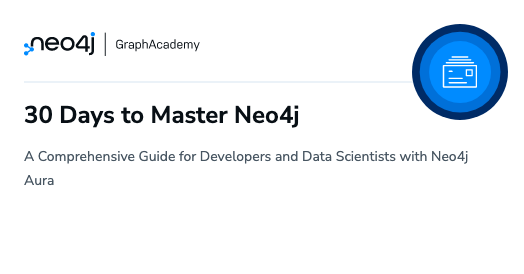 neo4j | GraphAcademy
30 Days to Master Neo4j
A Comprehensive Guide for Developers and Data Scientists with Neo4j
Aura